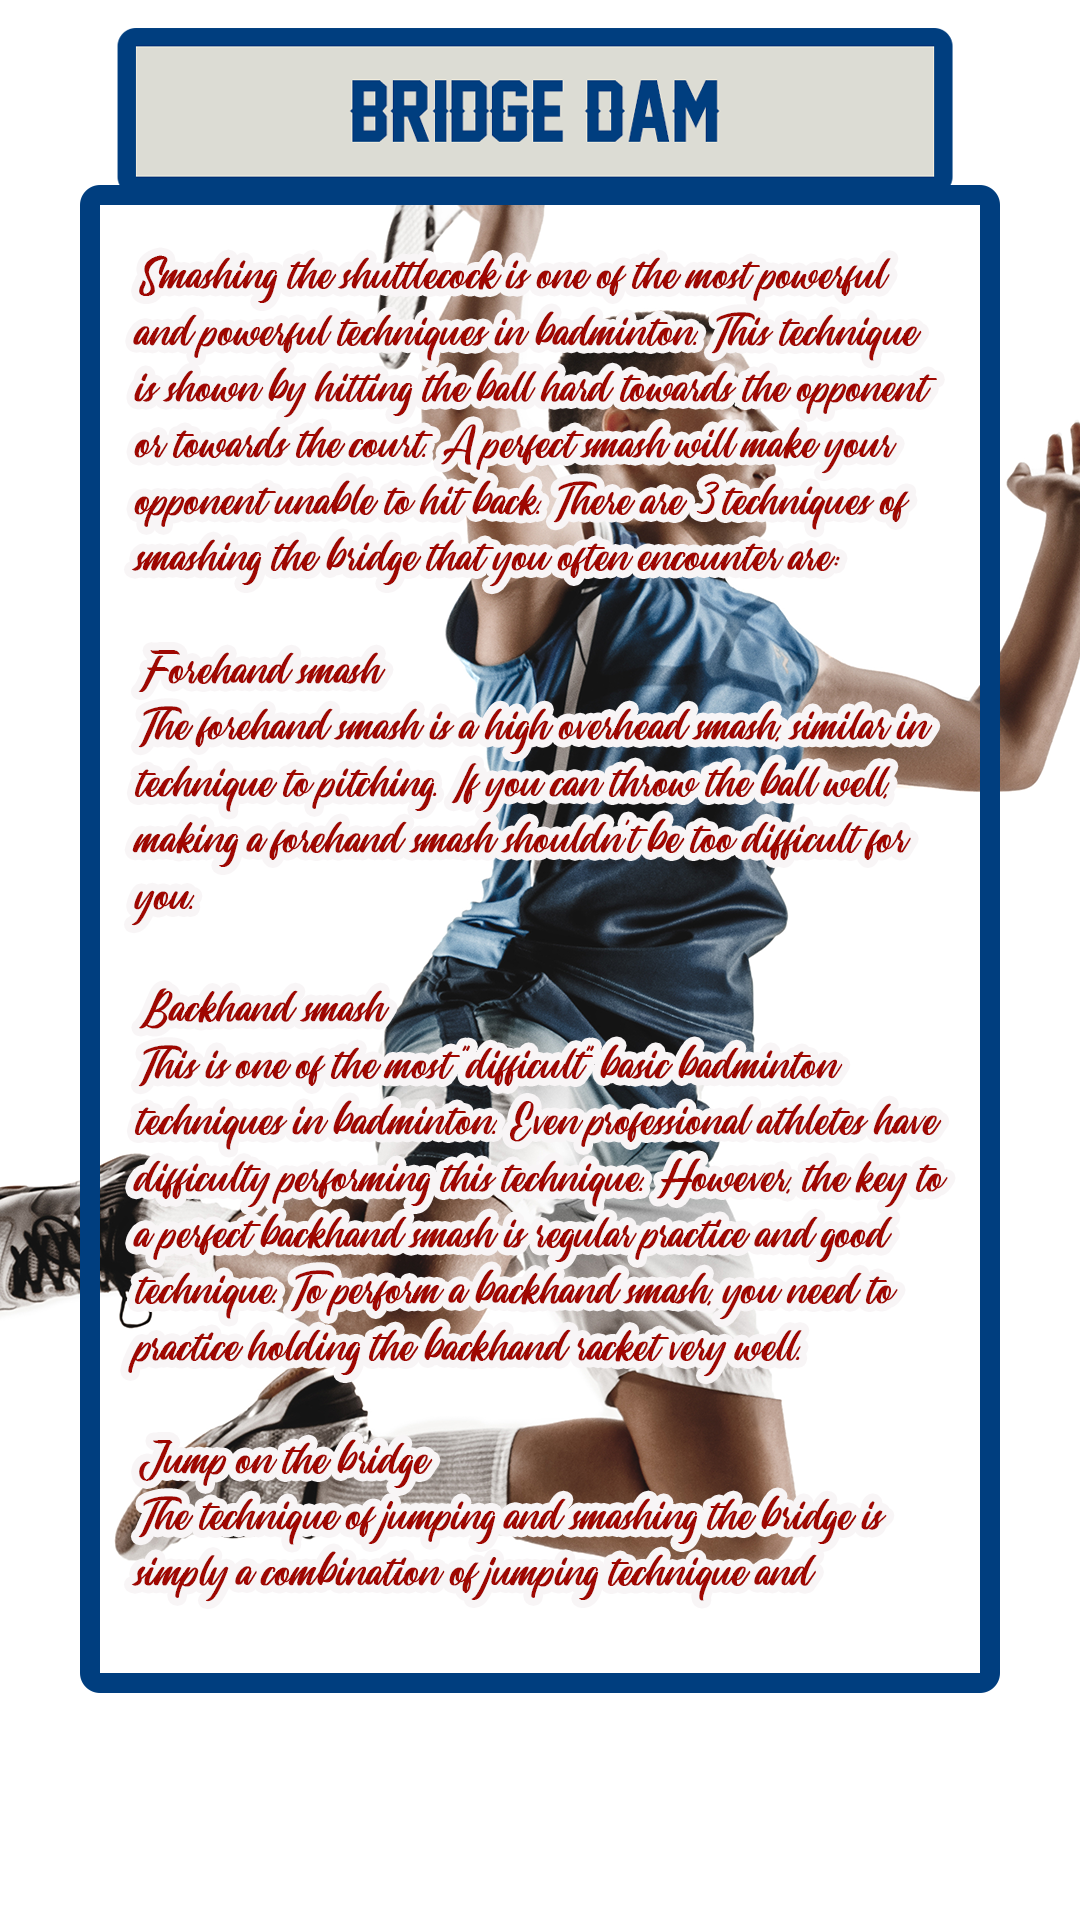 BRIDGE DAM
Smashing the shuttlecock is one of the most powerful
and powerful techniques in badminton. This technique
is shown by hitting the ball hard towards the opponent
or towards the court. A perfect smash will make your
opponent unable to hit back. There are 3 techniques of
smashing the bridge that you often encounter are:
Forehand smash
The forehand smash is a high overhead smash, similar in
technique to pitching. If you can throw the ball well,
making a forehand smash shouldn't be too difficult for
you.
Backhand smash
This is one of the most "difficult" basic badminton
techniques in badminton. Even professional athletes have
difficulty performing this technique. However, the key to
a perfect backhand smash is regular practice and good
technique. To perform a backhand smash, you need to
practice holding the backhand racket very well.
Jump on the bridge
The technique of jumping and smashing the bridge is
simply a combination of jumping technique and